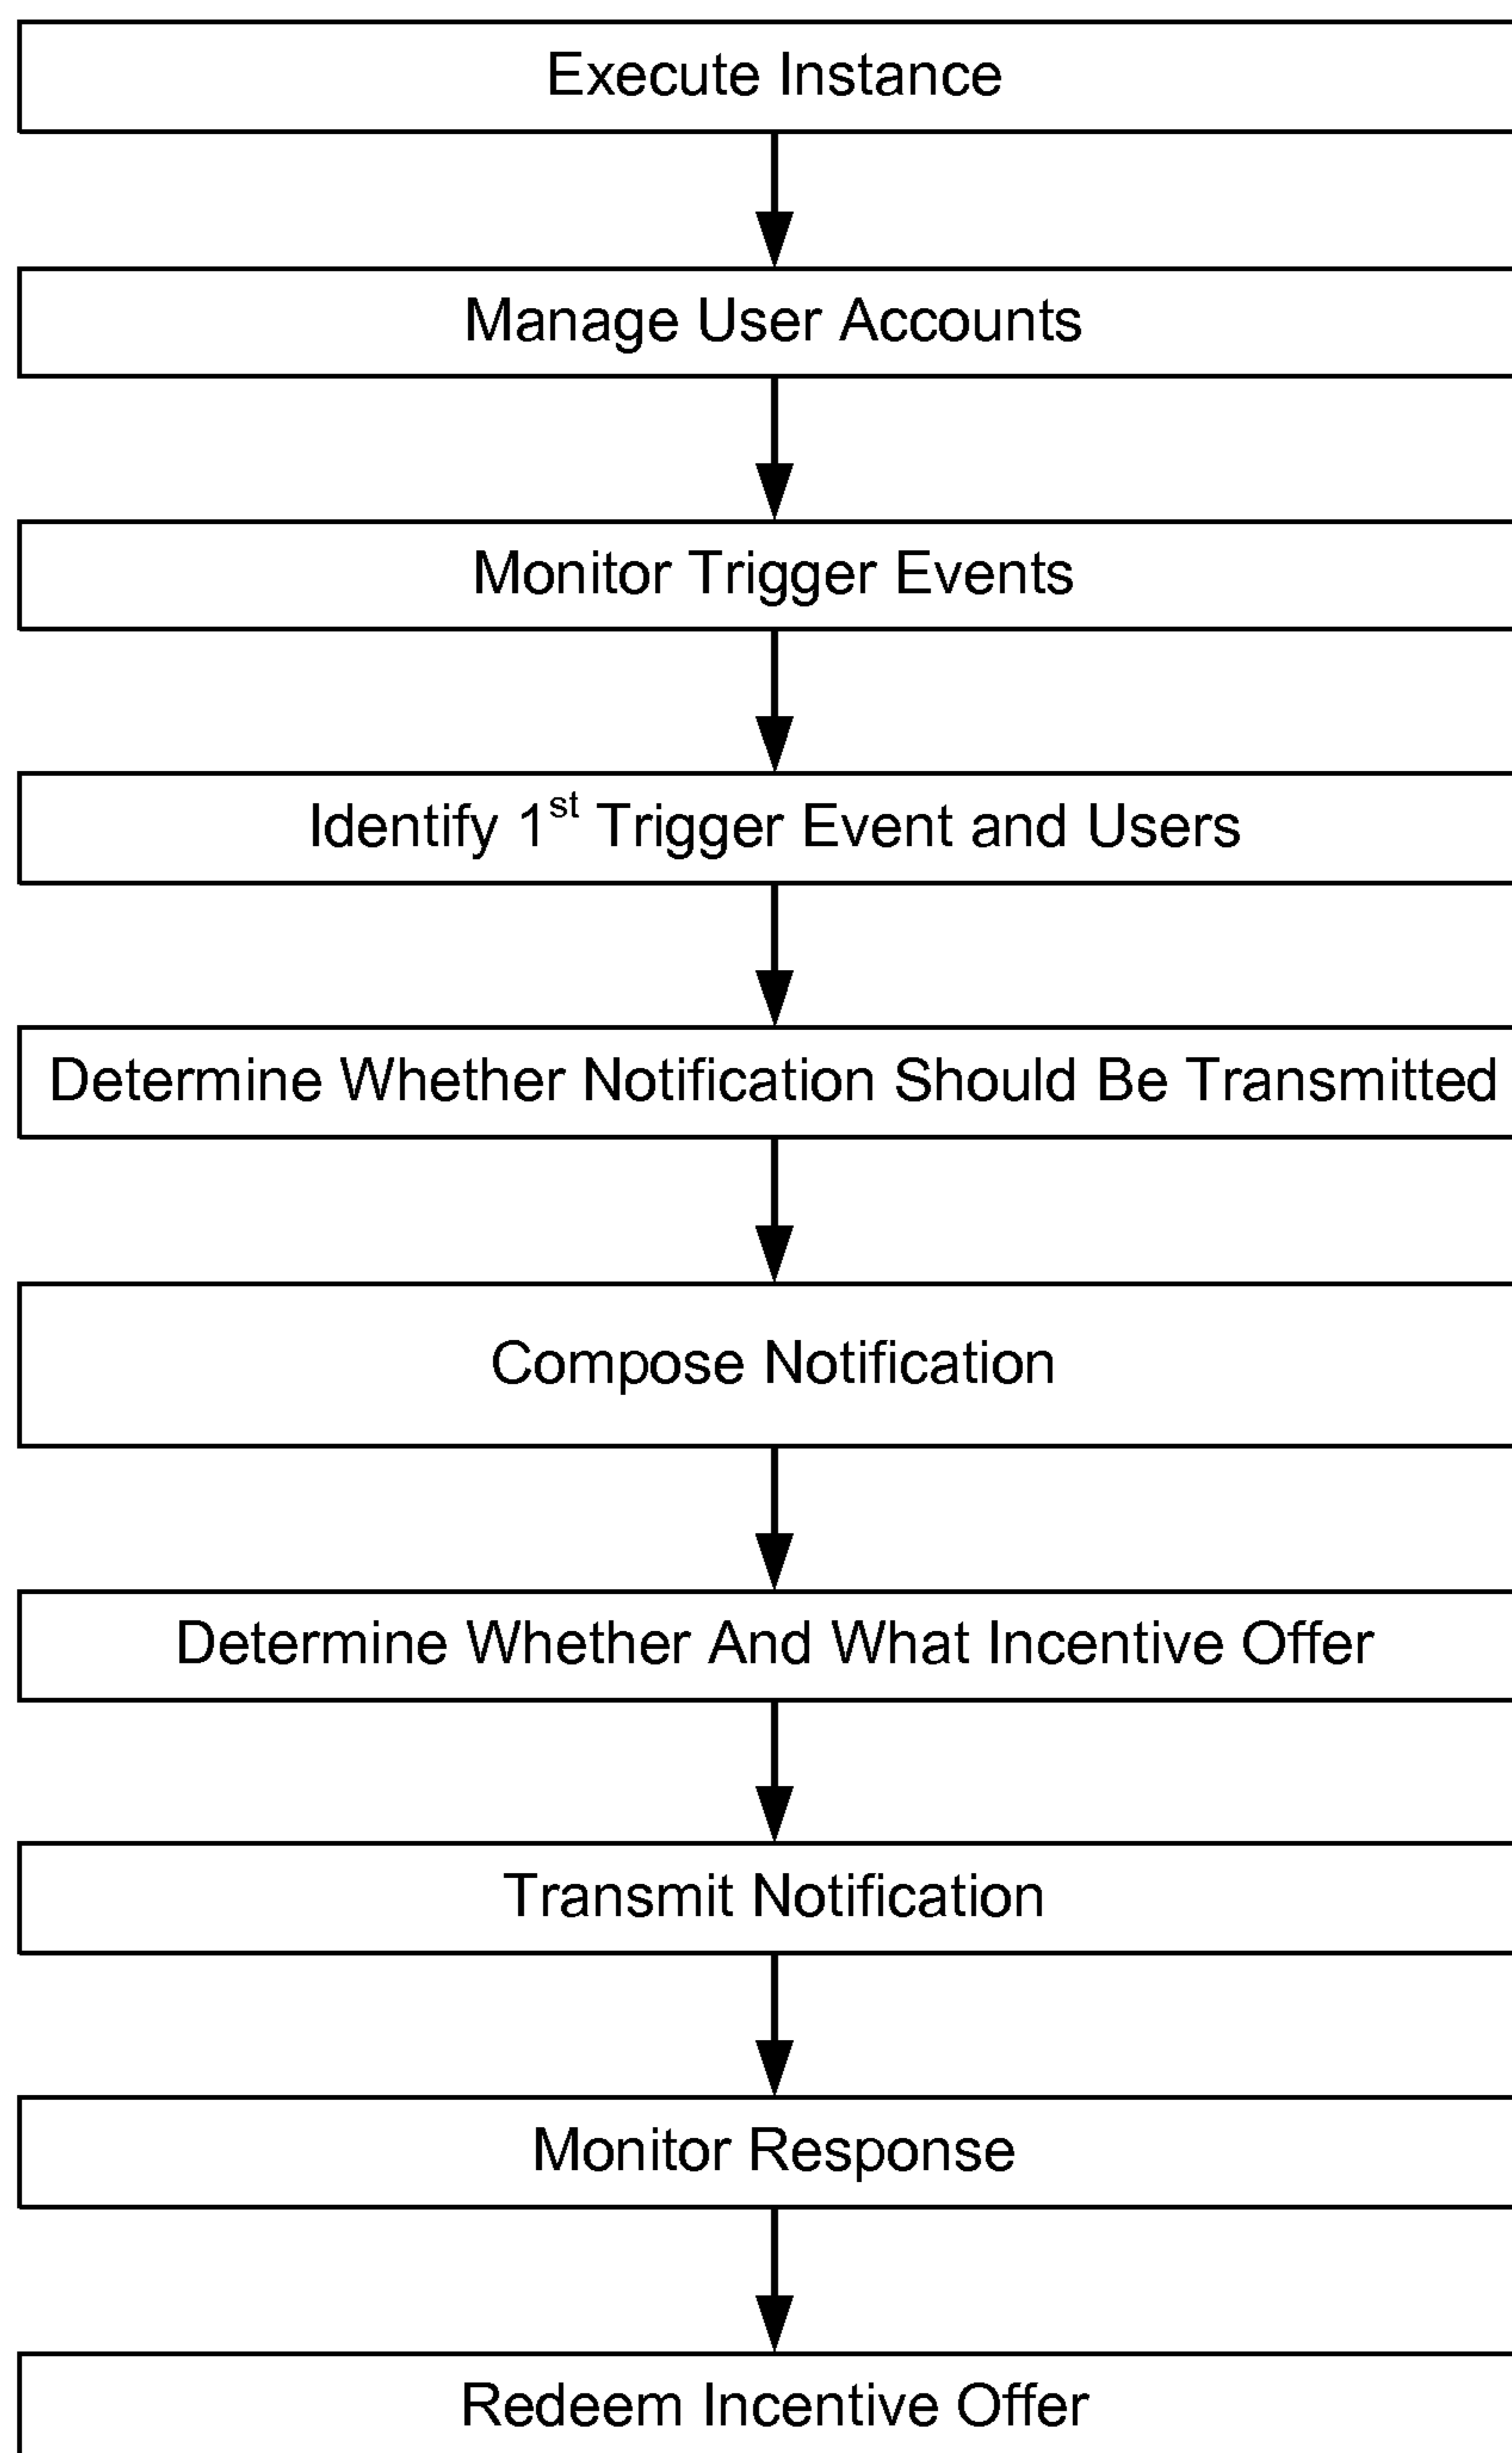 Execute Instance
Manage User Accounts
Monitor Trigger Events
Identify 1st Trigger Event and Users
Determine Whether Notification Should Be Transmitted
Compose Notification
Determine Whether And What Incentive Offer
Transmit Notification
Monitor Response
Redeem Incentive Offer